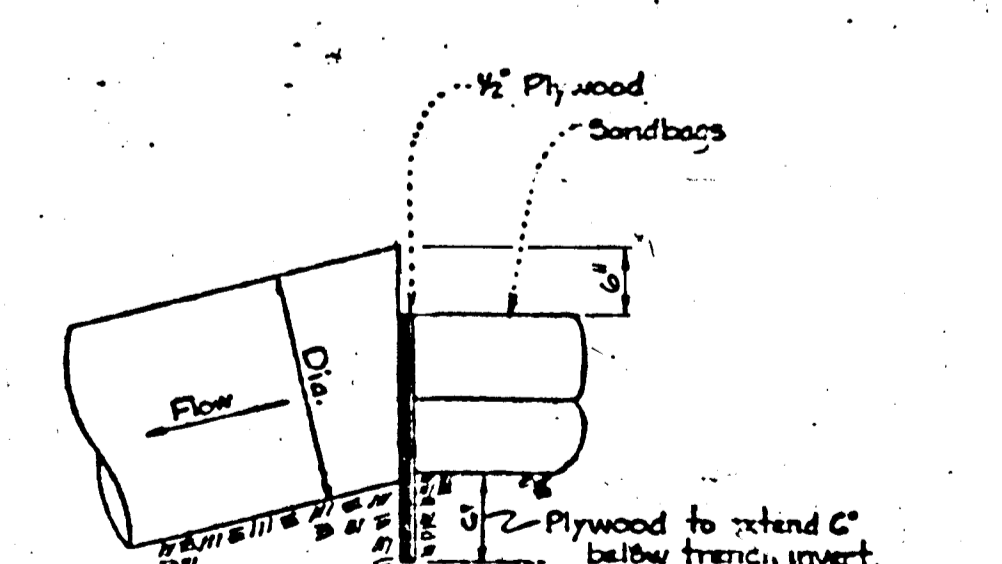 ½" Plywood
Sandbags
6"
Dia.
Flow
6"
Plywood to extend 6"
below trench invert.